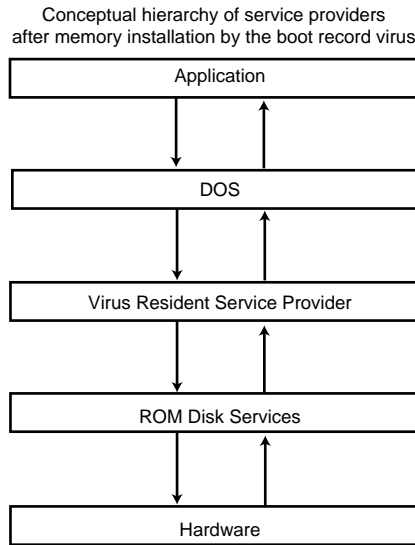 Conceptual hierarchy of service providers
after memory installation by the boot record virus
Application
DOS
Virus Resident Service Provider
ROM Disk Services
Hardware